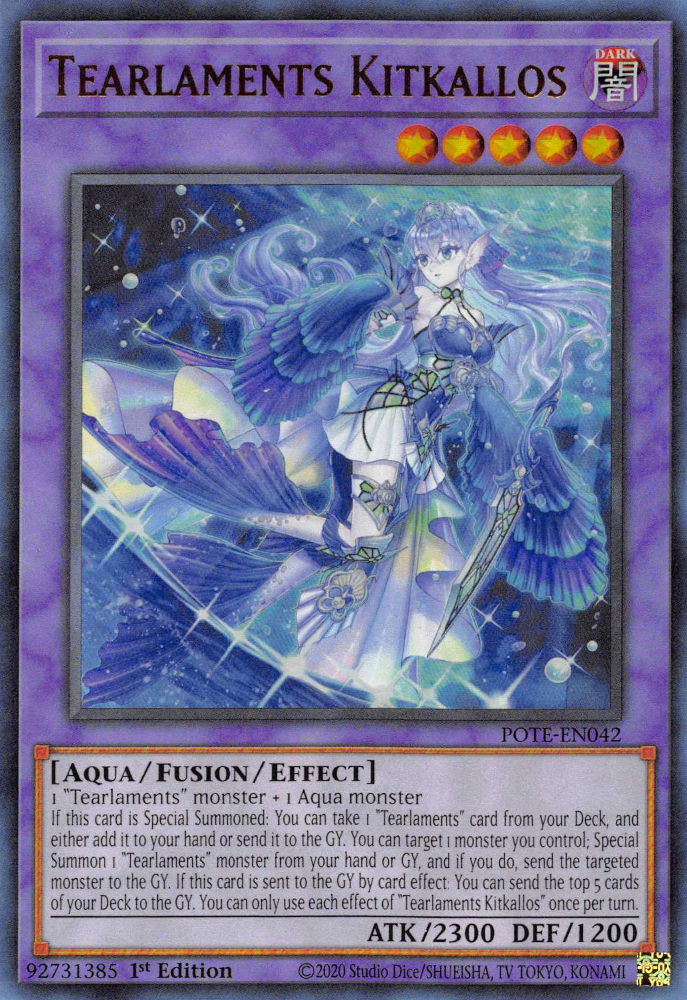 TEARLAMENTS KITKALLOS
DARK
闇
POTE-EN042
[AQUA/FUSION/EFFECT]
1 "Tearlaments" monster + 1 Aqua monster
If this card is Special Summoned: You can take 1 "Tearlaments" card from your Deck, and
either add it to your hand or send it to the GY. You can target 1 monster you control; Special
Summon 1 "Tearlaments" monster from your hand or GY, and if you do, send the targeted
monster to the GY. If this card is sent to the GY by card effect: You can send the top 5 cards
of your Deck to the GY. You can only use each effect of "Tearlaments Kitkallos" once per turn.
ATK/2300 DEF/1200
92731385 1st Edition ©2020 Studio Dice/SHUEISHA, TV TOKYO, KONAMI